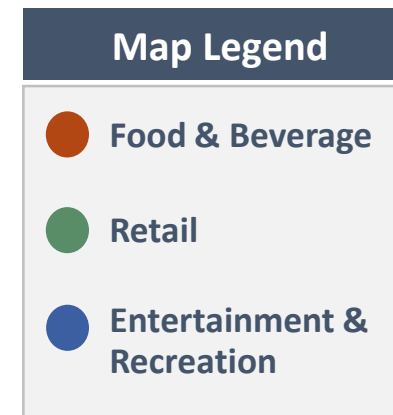 Map Legend
Food & Beverage
Retail
Entertainment &
Recreation